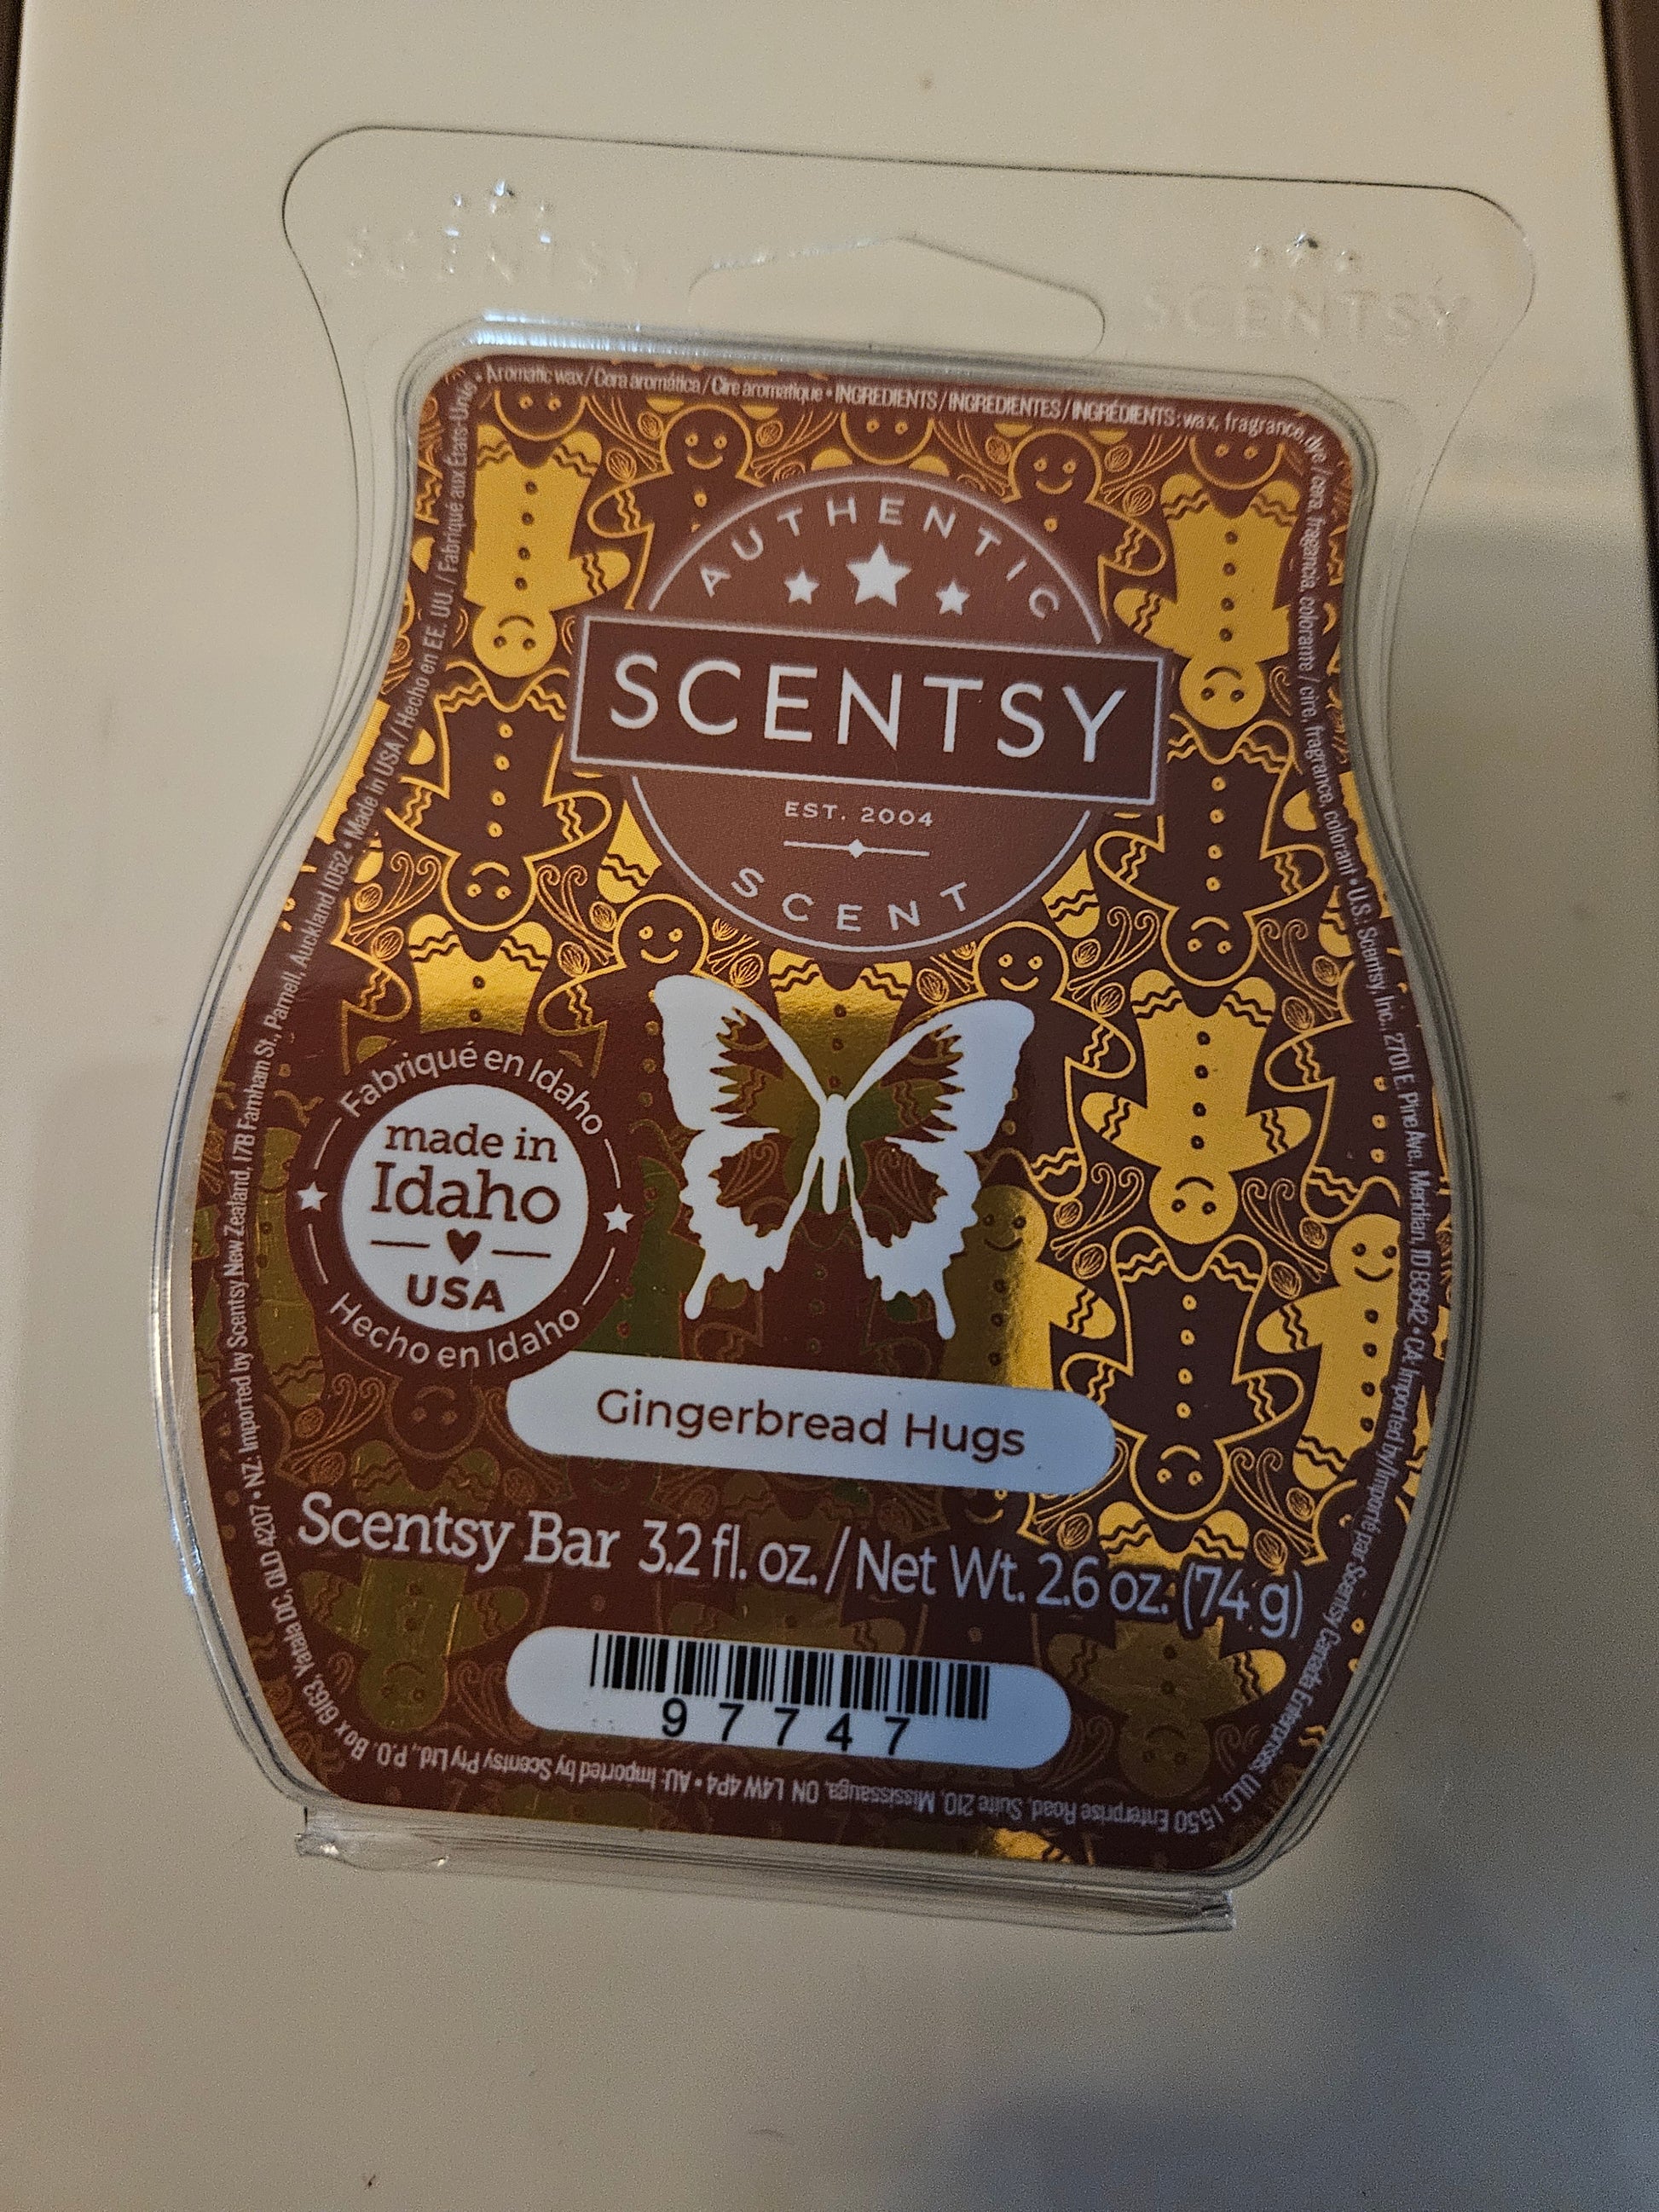 SCENTSY
SCENTSY
• Aromatic wax / Cera aromática / Cire aromatique • INGREDIENTS / INGREDIENTES / INGRÉDIENTS: wax, fragrance, dye / cera, fragancia, colorante / cire, fragrance, colorant • U.S.: Scentsy, Inc., 2701 E. Pine Ave., Meridian, ID 83642 • CA: Imported by/Importé par Scentsy Canada Enterprises, ULC, 1550 Enterprise Road, Suite 210, Mississauga, ON L4W 4P4 • AU: Imported by Scentsy Pty Ltd., P.O. Box 6163, Yatala DC, QLD 4207 • NZ: Imported by Scentsy New Zealand, 17B Farnham St., Parnell, Auckland 1052 • Made in USA / Hecho en EE. UU. / Fabriqué aux États-Unis
AUTHENTIC
SCENTSY
EST. 2004
SCENT
Fabriqué en Idaho
made in
Idaho
USA
Hecho en Idaho
Gingerbread Hugs
Scentsy Bar 3.2 fl. oz. / Net Wt. 2.6 oz. (74 g)
97747